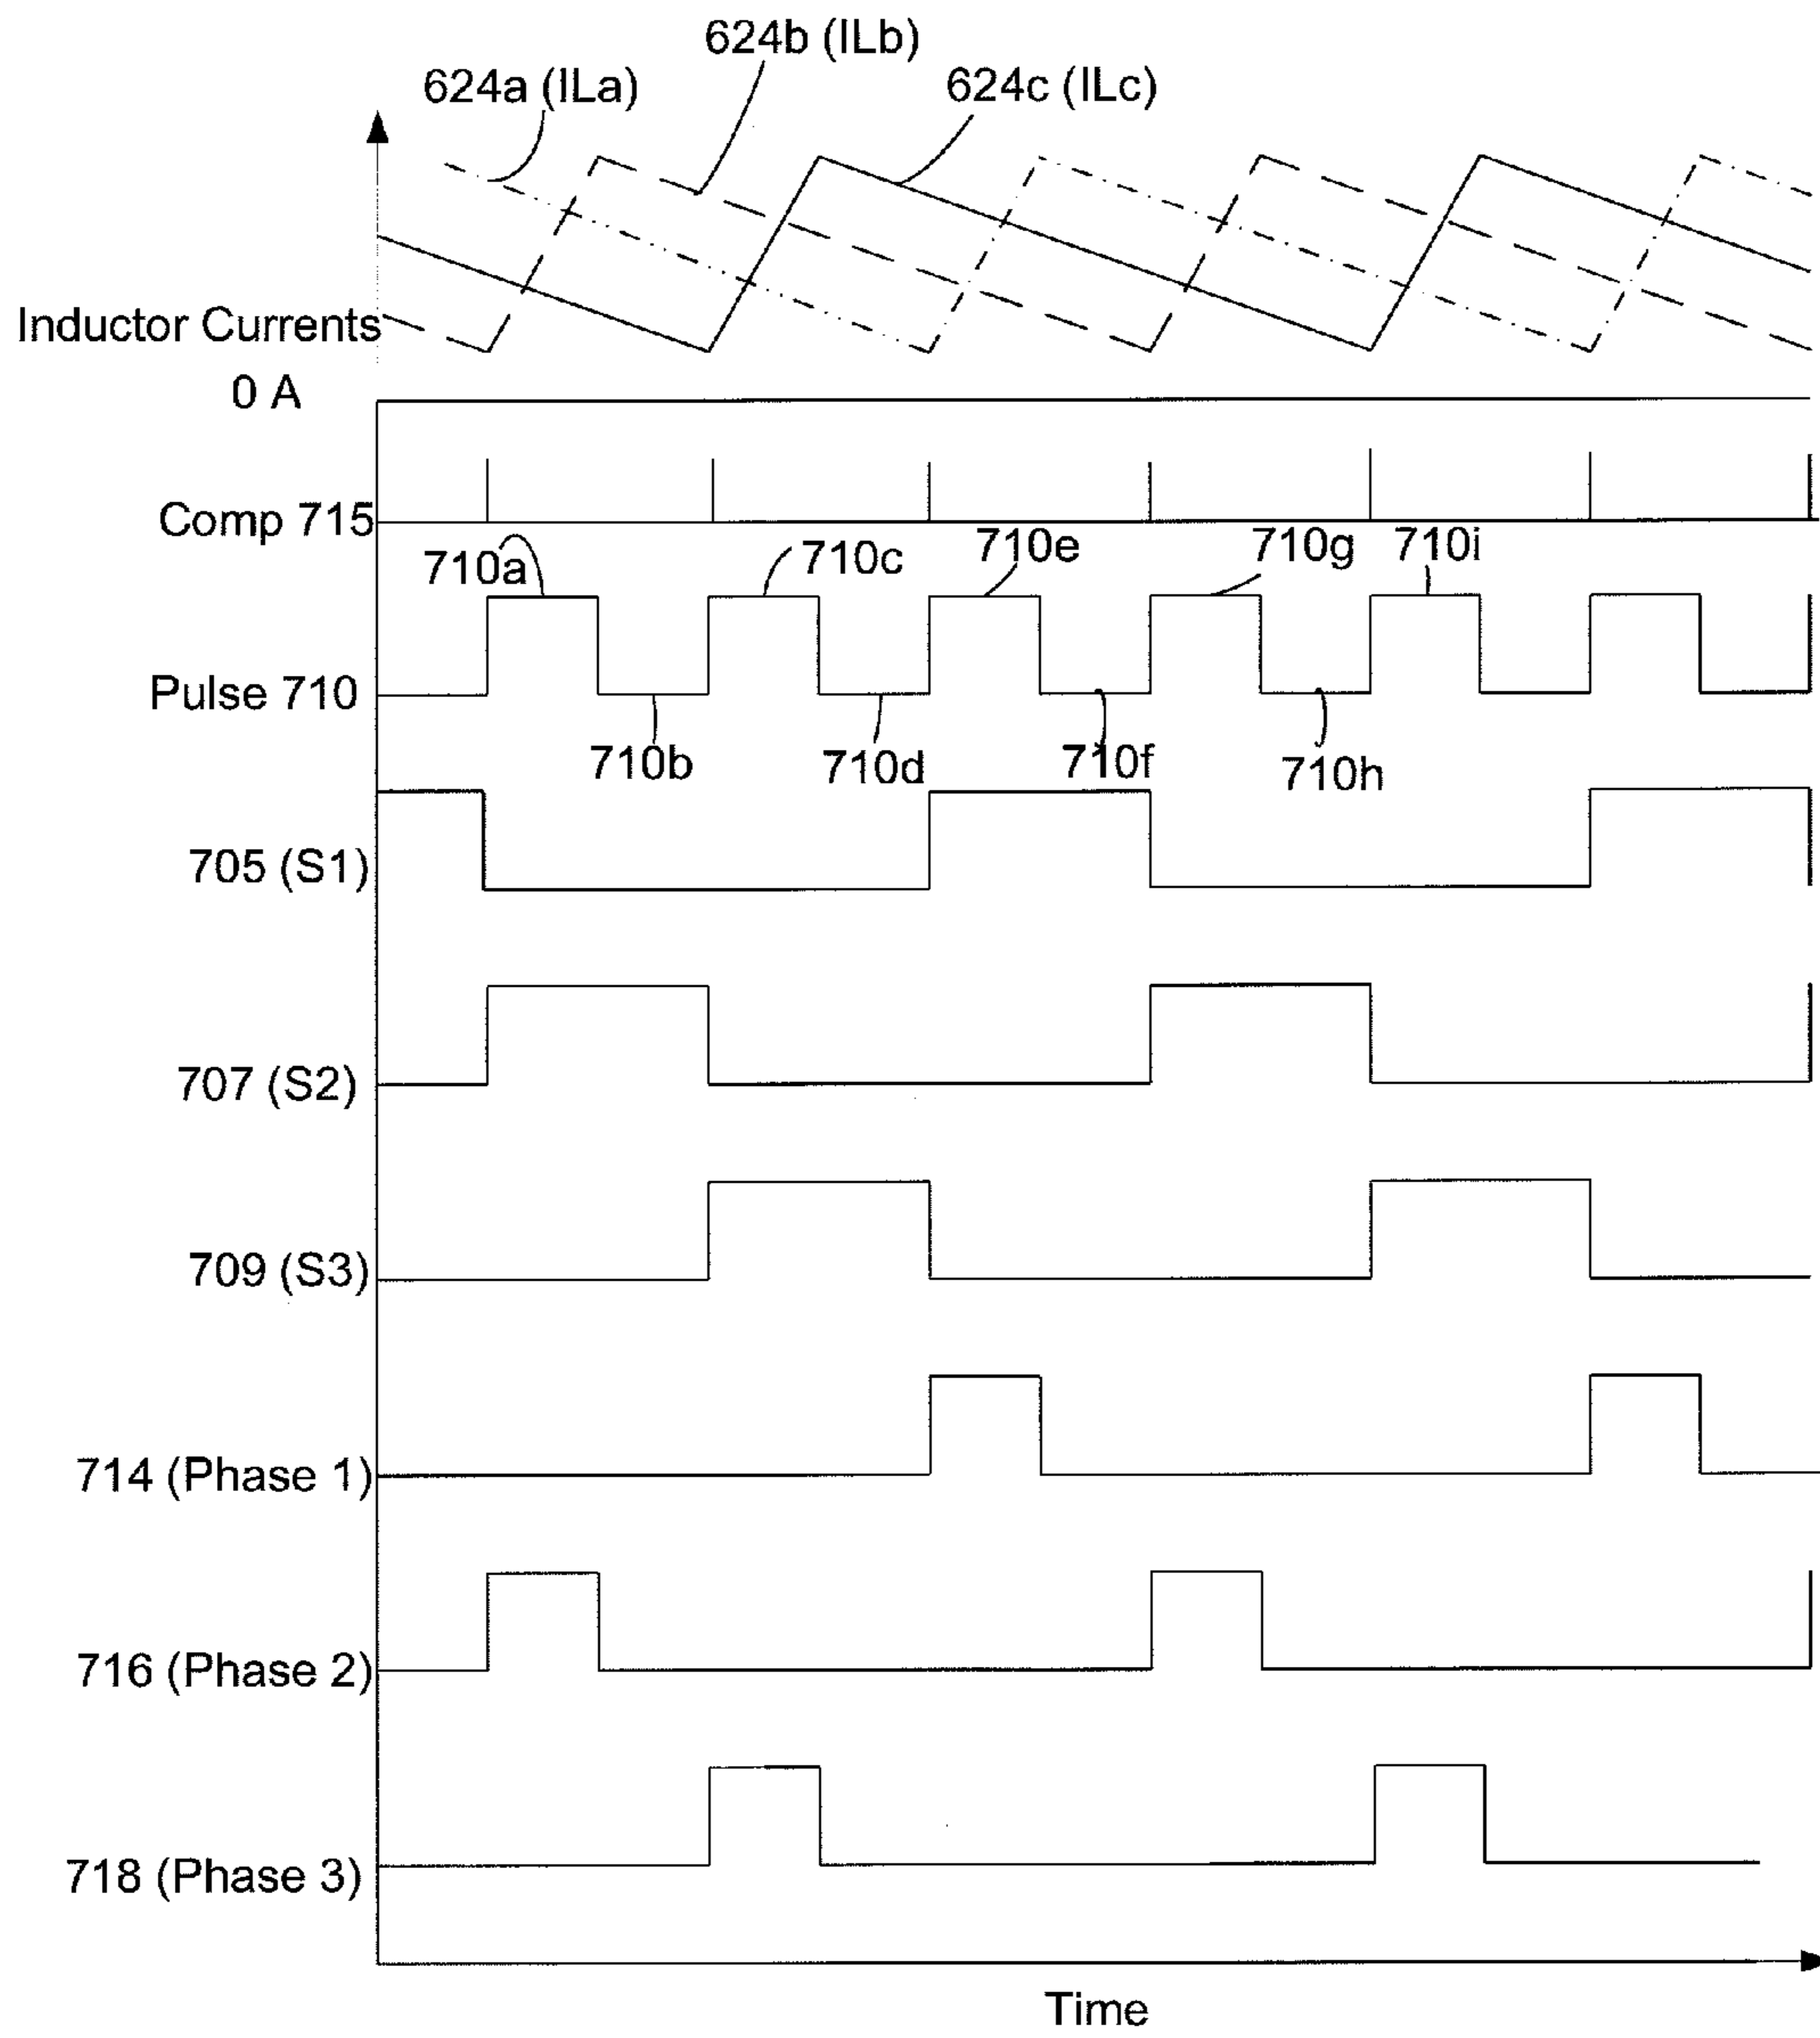 624b (ILb)
624a (ILa)
624c (ILc)
Inductor Currents
0 A
Comp 715
710a
710c
710e
710g
710i
Pulse 710
710b
710d
710f
710h
705 (S1)
707 (S2)
709 (S3)
714 (Phase 1)
716 (Phase 2)
718 (Phase 3)
Time